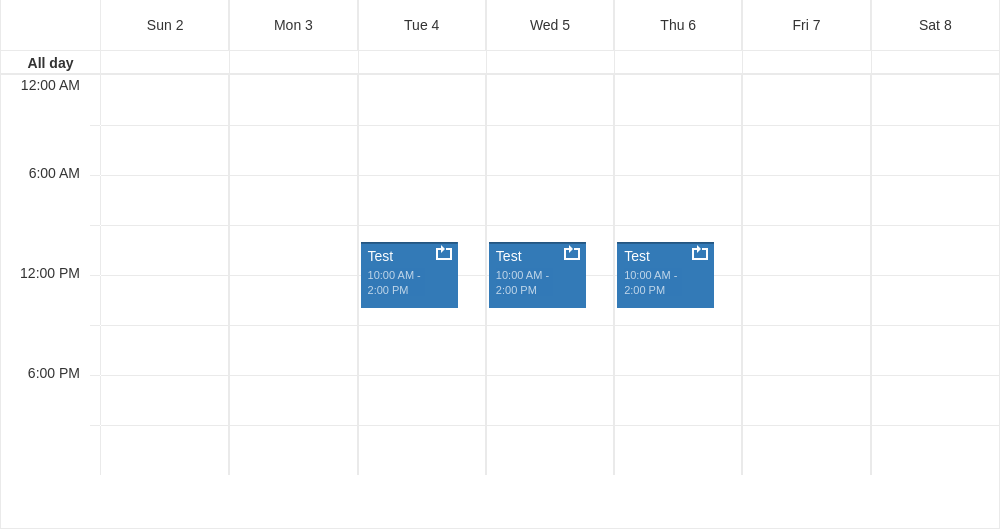 Sun 2 Mon 3 Tue 4 Wed 5 Thu 6 Fri 7 Sat 8
All day
12:00 AM
6:00 AM
Test Test Test
10:00 AM - 10:00 AM - 10:00 AM -
12:00 PM
2:00 PM 2:00 PM 2:00 PM
6:00 PM